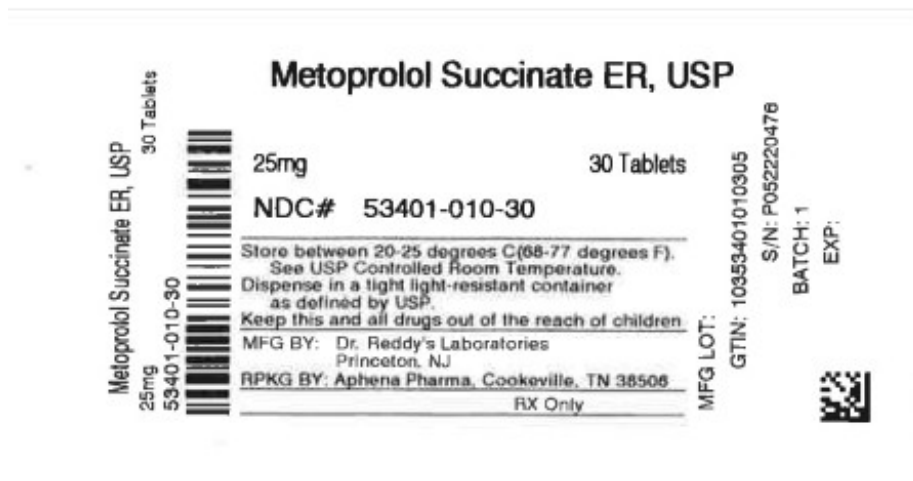 Metoprolol Succinate ER, USP
25mg 30 Tablets
NDC# 53401-010-30
Store between 20-25 degrees C(68-77 degrees F).
See USP Controlled Room Temperature.
Dispense in a tight light-resistant container
as defined by USP.
Keep this and all drugs out of the reach of children
MFG BY: Dr. Reddy's Laboratories
Princeton, NJ
RPKG BY: Aphena Pharma, Cookeville, TN 38506
RX Only
Metoprolol Succinate ER, USP
25mg 30 Tablets
53401-010-30
MFG LOT:
GTIN: 10353401010305
S/N: P052220476
BATCH: 1
EXP: